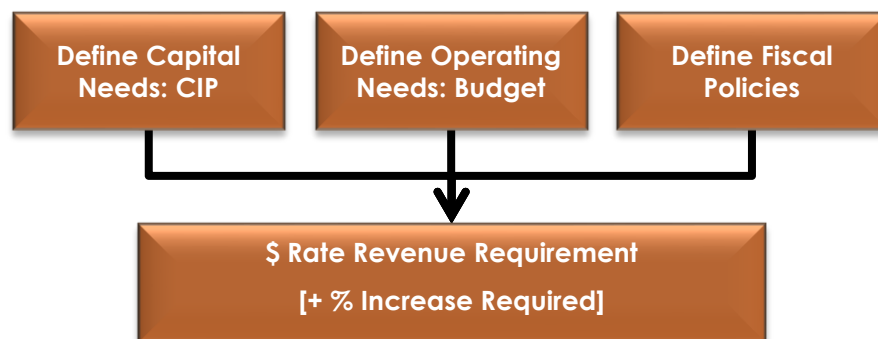 Define Capital
Needs: CIP
Define Operating
Needs: Budget
Define Fiscal
Policies
$ Rate Revenue Requirement
[+ % Increase Required]